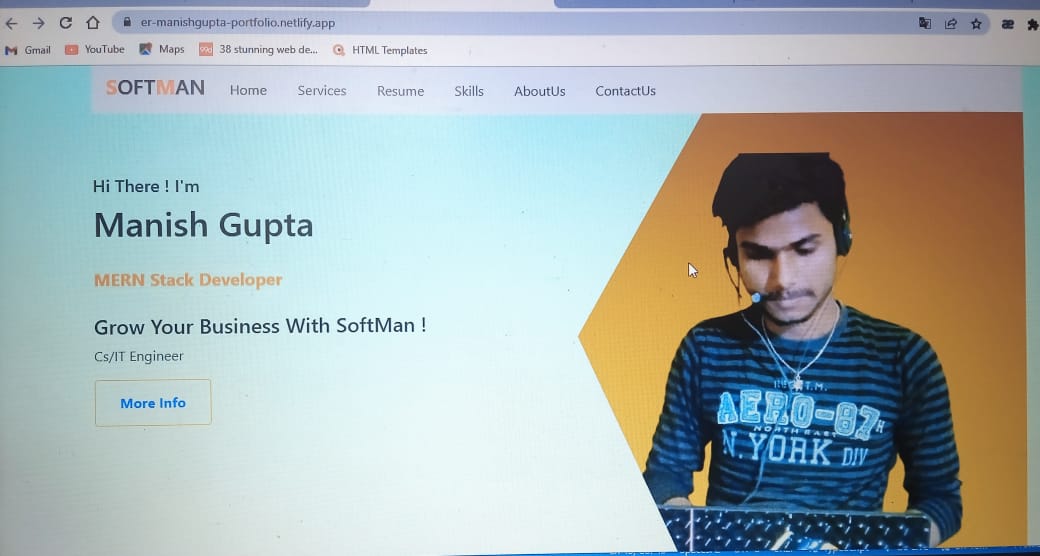 er-manishgupta-portfolio.netlify.app
Gmail YouTube Maps 38 stunning web de... HTML Templates
SOFTMAN Home Services Resume Skills AboutUs ContactUs
Hi There ! I'm
Manish Gupta
MERN Stack Developer
Grow Your Business With SoftMan !
Cs/IT Engineer
More Info
AERO-87
NORTH EAST
N.YORK DIV